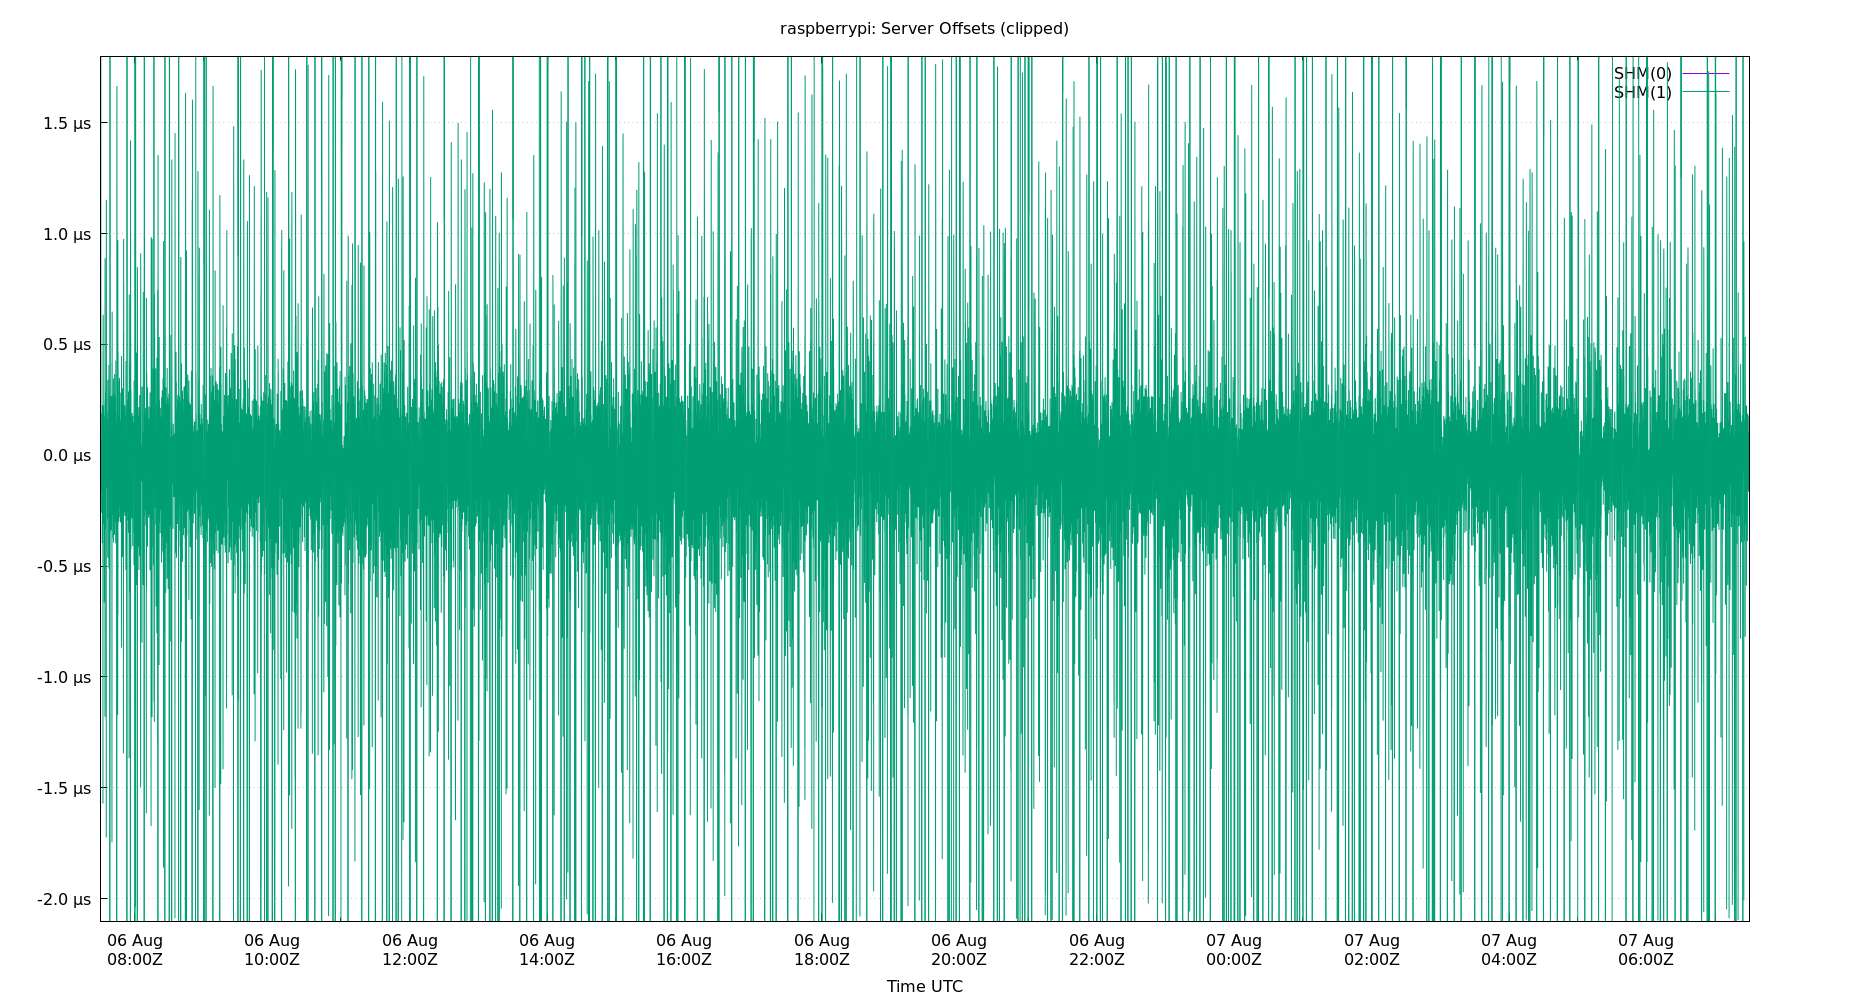 raspberrypi: Server Offsets (clipped)
SHM(0)
SHM(1)
1.5 µs
1.0 µs
0.5 µs
0.0 µs
-0.5 µs
-1.0 µs
-1.5 µs
-2.0 µs
06 Aug 06 Aug 06 Aug 06 Aug 06 Aug 06 Aug 06 Aug 06 Aug 07 Aug 07 Aug 07 Aug 07 Aug
08:00Z 10:00Z 12:00Z 14:00Z 16:00Z 18:00Z 20:00Z 22:00Z 00:00Z 02:00Z 04:00Z 06:00Z
Time UTC